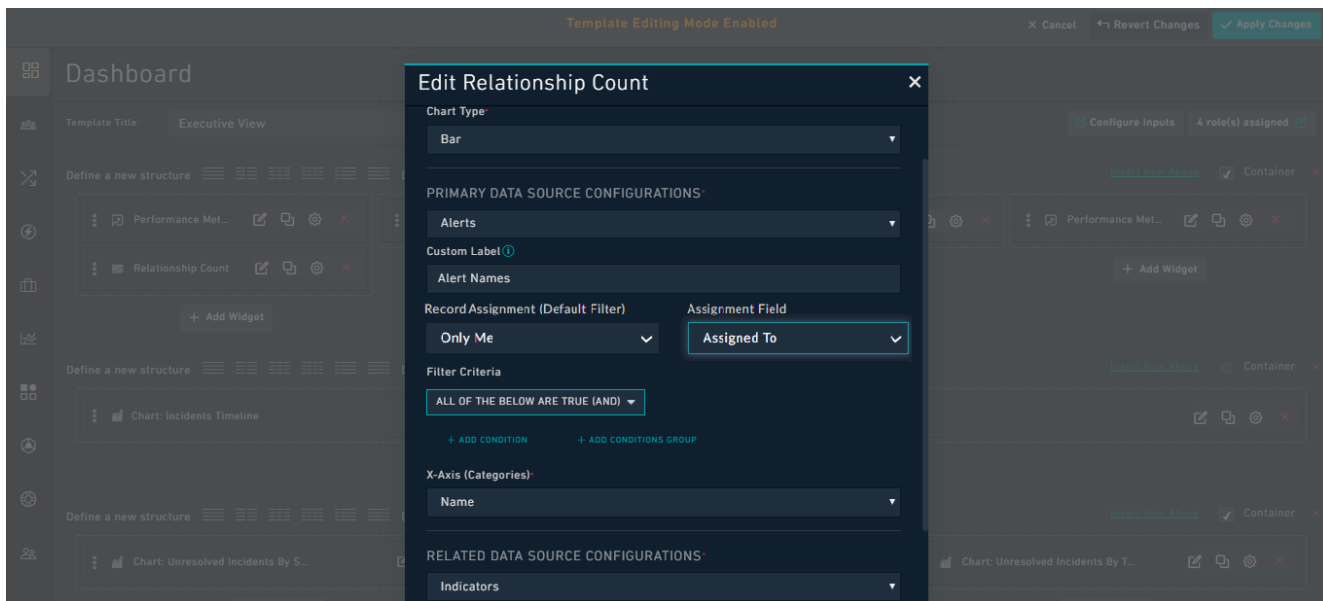 Template Editing Mode Enabled
× Cancel Revert Changes Apply Changes
Dashboard
Template Title Executive View
Configure Inputs 4 role(s) assigned
Define a new structure
Insert Row Above Container
Performance Met...
Performance Met...
Relationship Count
+ Add Widget
+ Add Widget
Define a new structure
Insert Row Above Container
Chart: Incidents Timeline
Define a new structure
Insert Row Above Container
Chart: Unresolved Incidents By S...
Chart: Unresolved Incidents By T...
Edit Relationship Count
Chart Type*
Bar
PRIMARY DATA SOURCE CONFIGURATIONS*
Alerts
Custom Label
Alert Names
Record Assignment (Default Filter) Assignment Field
Only Me Assigned To
Filter Criteria
ALL OF THE BELOW ARE TRUE (AND)
+ ADD CONDITION + ADD CONDITIONS GROUP
X-Axis (Categories)*
Name
RELATED DATA SOURCE CONFIGURATIONS*
Indicators